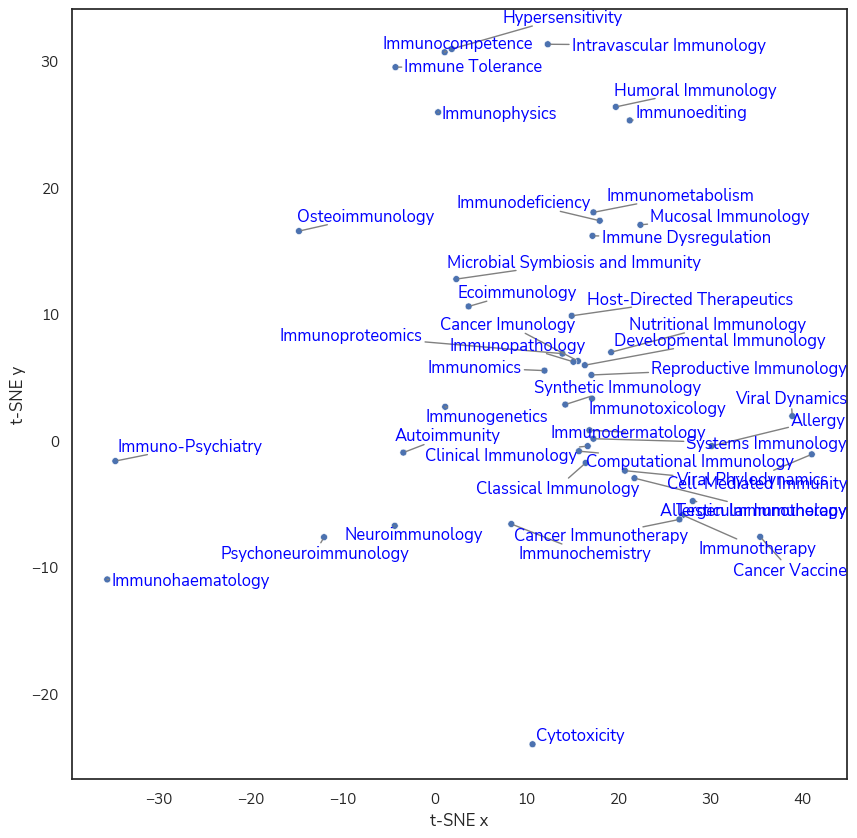 Hypersensitivity
Immunocompetence
Intravascular Immunology
30
Immune Tolerance
Humoral Immunology
Immunophysics
Immunoediting
20
Immunodeficiency
Immunometabolism
Osteoimmunology
Mucosal Immunology
Immune Dysregulation
Microbial Symbiosis and Immunity
Ecoimmunology
Host-Directed Therapeutics
10
Cancer Imunology
Nutritional Immunology
Immunoproteomics
Developmental Immunology
Immunopathology
Immunomics
Reproductive Immunology
t-SNE y
Synthetic Immunology
Viral Dynamics
Immunogenetics
Immunotoxicology
Allergy
0
Autoimmunity
Immunodermatology
Immuno-Psychiatry
Systems Immunology
Clinical Immunology
Computational Immunology
Viral Phylodynamics
Cell-Mediated Immunity
Classical Immunology
Allergen Immunotherapy
Testicular Immunology
Neuroimmunology
Cancer Immunotherapy
Psychoneuroimmunology
Immunochemistry
Immunotherapy
−10
Immunohaematology
Cancer Vaccine
−20
Cytotoxicity
−30 −20 −10 0 10 20 30 40
t-SNE x